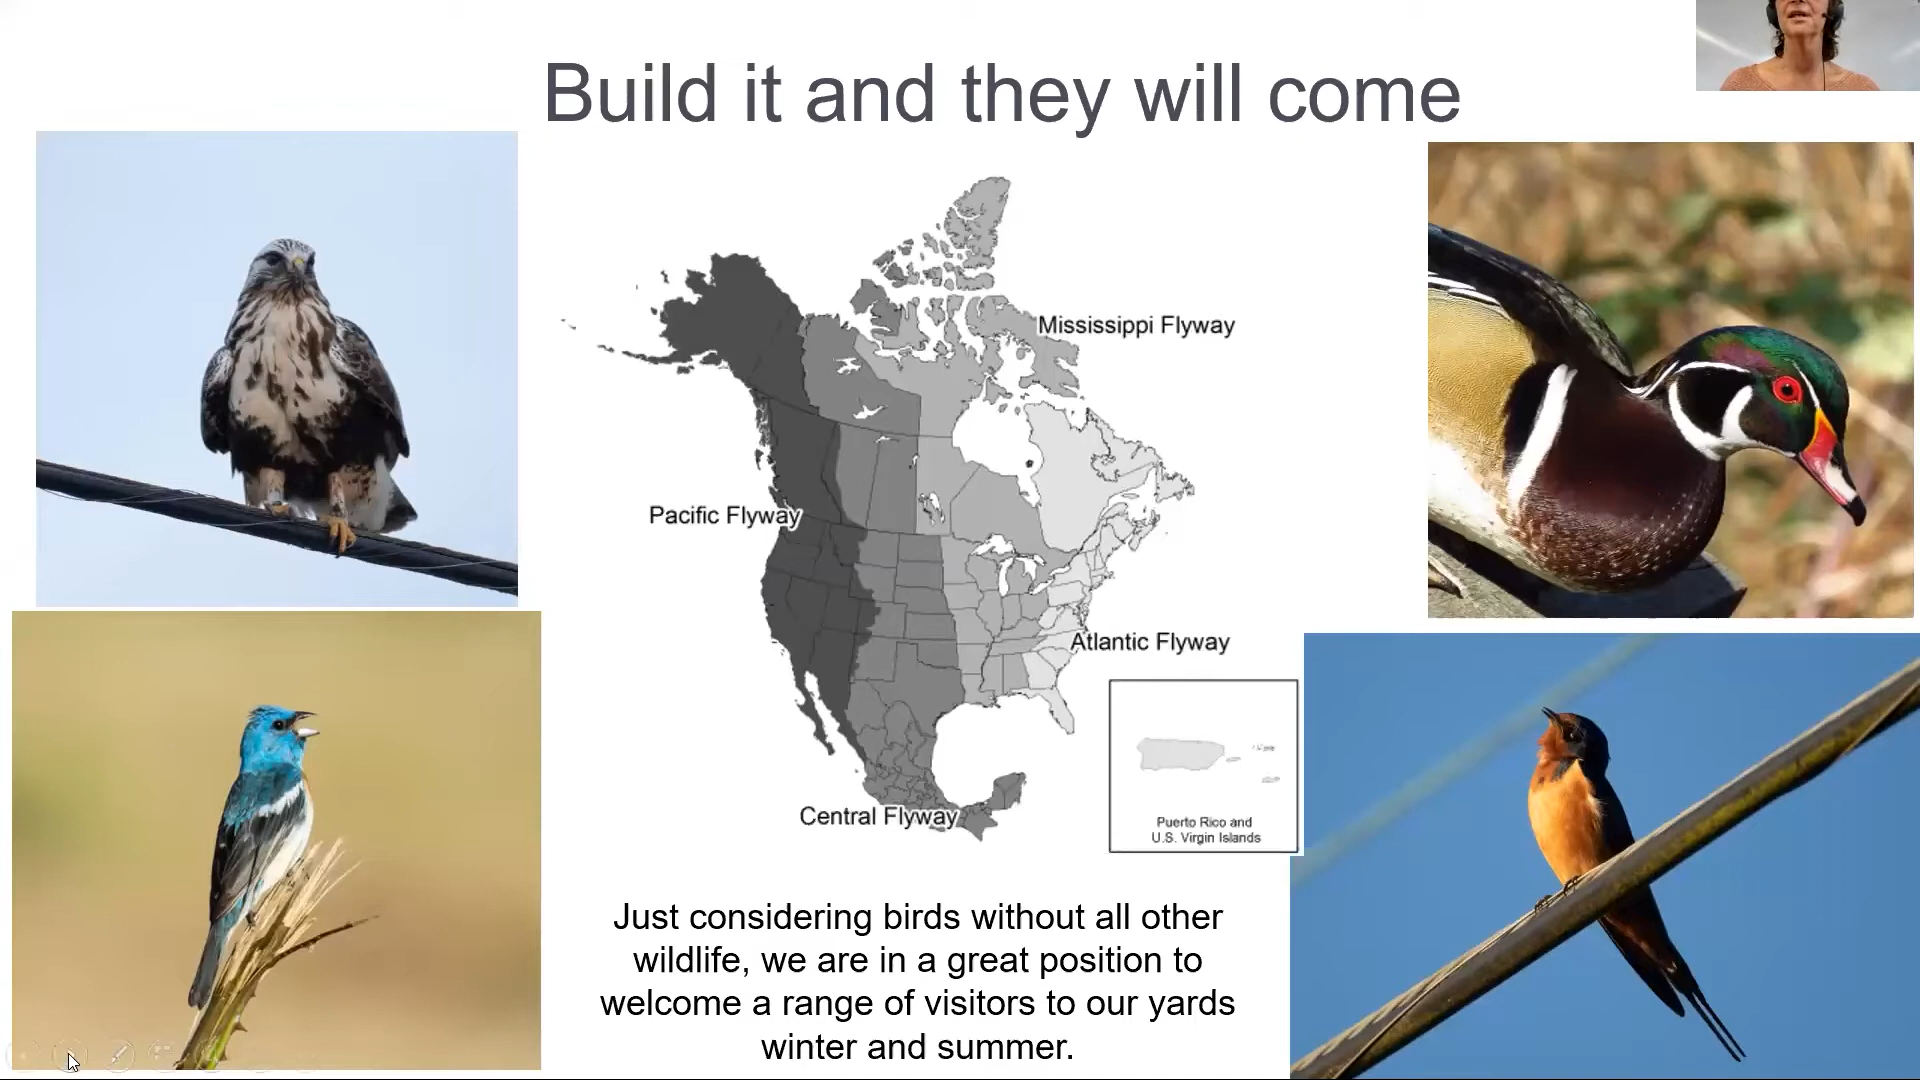 Build it and they will come
Mississippi Flyway
Pacific Flyway
Atlantic Flyway
Central Flyway
Puerto Rico and
U.S. Virgin Islands
Just considering birds without all other
wildlife, we are in a great position to
welcome a range of visitors to our yards
winter and summer.